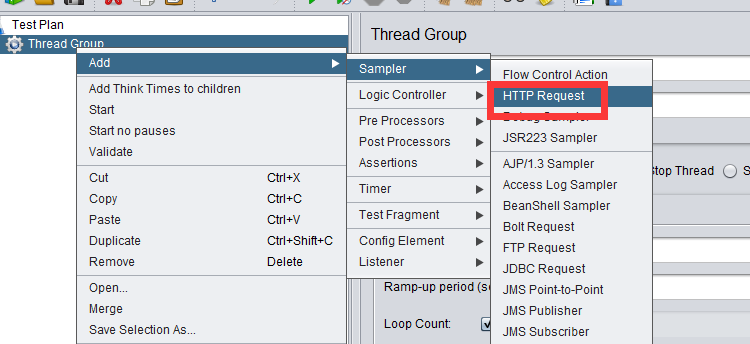 Test Plan
Thread Group
Thread Group
Add
Add Think Times to children
Start
Start no pauses
Validate
Cut Ctrl+X
Copy Ctrl+C
Paste Ctrl+V
Duplicate Ctrl+Shift+C
Remove Delete
Open...
Merge
Save Selection As...
Sampler
Logic Controller
Pre Processors
Post Processors
Assertions
Timer
Test Fragment
Config Element
Listener
Flow Control Action
HTTP Request
Debug Sampler
JSR223 Sampler
AJP/1.3 Sampler
Access Log Sampler
BeanShell Sampler
Bolt Request
FTP Request
JDBC Request
JMS Point-to-Point
JMS Publisher
JMS Subscriber
Stop Thread
S
Ramp-up period (se
Loop Count: